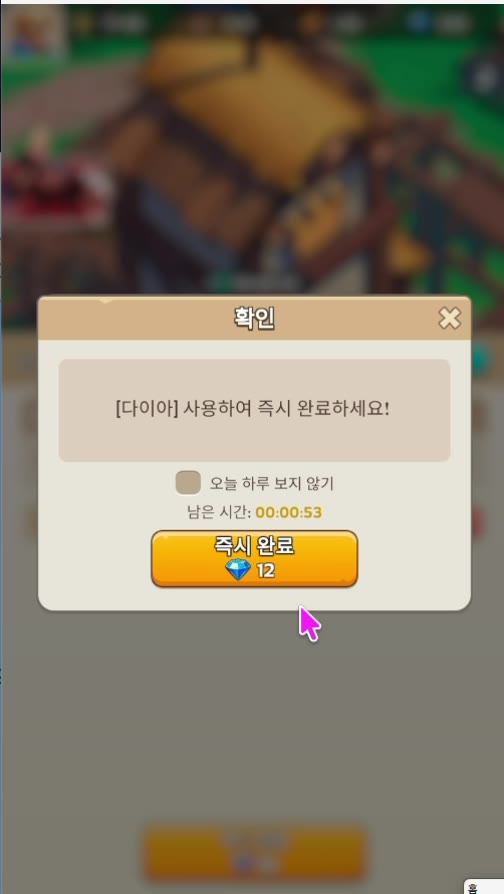 확인
[다이아] 사용하여 즉시 완료하세요!
오늘 하루 보지 않기
남은 시간: 00:00:53
즉시 완료
12
홈